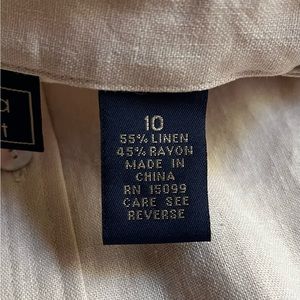 10
55% LINEN
45% RAYON
MADE IN
CHINA
RN 15099
CARE SEE
REVERSE